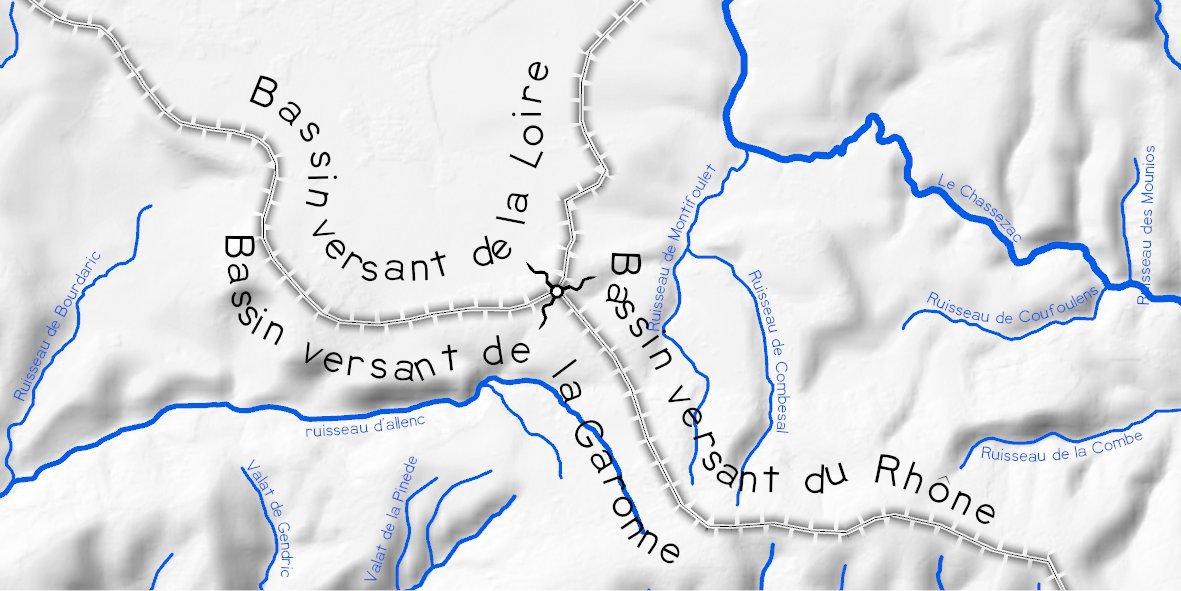 Bassin versant de la Loire
Bassin versant de la Garonne
Bassin versant du Rhône
Ruisseau de Bourdaric
ruisseau d'allenc
Valat de Gendric
Valat de la Pinede
Ruisseau de Montifoulet
Ruisseau de Combesal
Le Chassezac
Ruisseau des Mounios
Ruisseau de Coufoulens
Ruisseau de la Combe